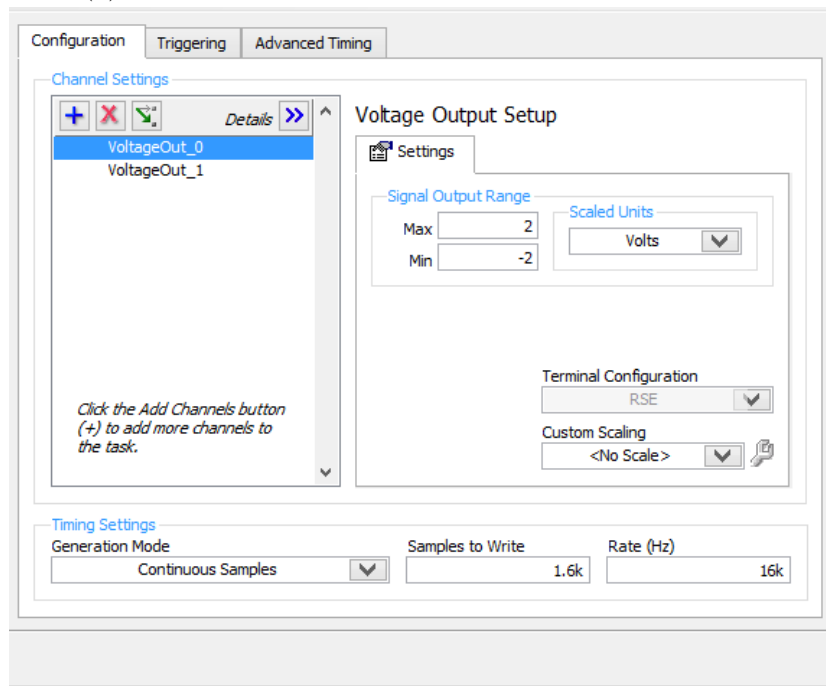 Configuration Triggering Advanced Timing
Channel Settings
Details
VoltageOut_0
VoltageOut_1
Click the Add Channels button
(+) to add more channels to
the task.
Voltage Output Setup
Settings
Signal Output Range
Max 2
Min -2
Scaled Units
Volts
Terminal Configuration
RSE
Custom Scaling
<No Scale>
Timing Settings
Generation Mode Samples to Write Rate (Hz)
Continuous Samples 1.6k 16k